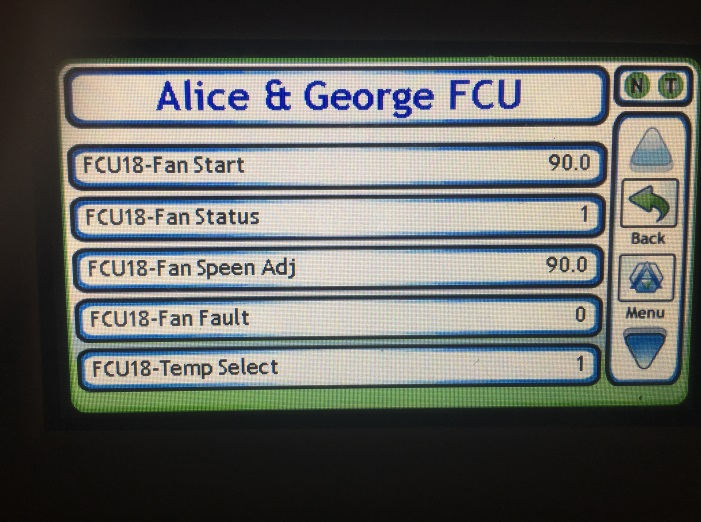 Alice & George FCU
N T
FCU18-Fan Start 90.0
FCU18-Fan Status 1
Back
FCU18-Fan Speen Adj 90.0
FCU18-Fan Fault 0
Menu
FCU18-Temp Select 1